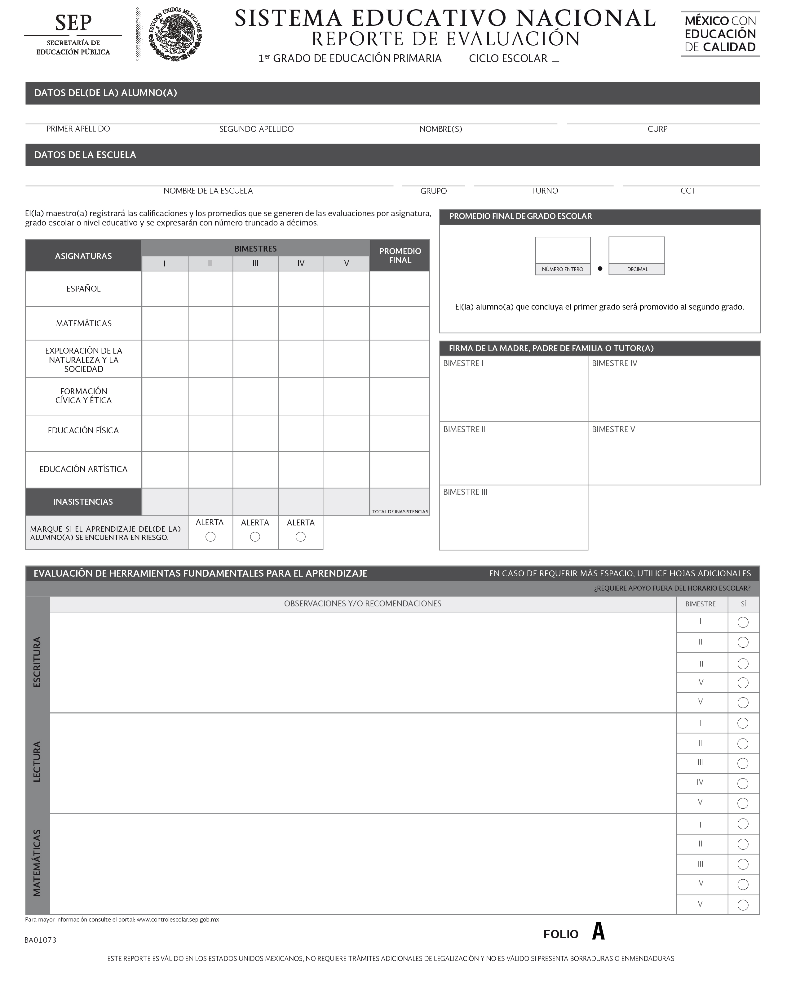 SEP
SECRETARÍA DE
EDUCACIÓN PÚBLICA
ESTADOS UNIDOS MEXICANOS
SISTEMA EDUCATIVO NACIONAL
REPORTE DE EVALUACIÓN
1er GRADO DE EDUCACIÓN PRIMARIA CICLO ESCOLAR _
MÉXICO CON
EDUCACIÓN
DE CALIDAD
DATOS DEL(DE LA) ALUMNO(A)
PRIMER APELLIDO SEGUNDO APELLIDO NOMBRE(S) CURP
DATOS DE LA ESCUELA
NOMBRE DE LA ESCUELA GRUPO TURNO CCT
El(la) maestro(a) registrará las calificaciones y los promedios que se generen de las evaluaciones por asignatura,
grado escolar o nivel educativo y se expresarán con número truncado a décimos.
ASIGNATURAS
BIMESTRES
I II III IV V
PROMEDIO
FINAL
ESPAÑOL
MATEMÁTICAS
EXPLORACIÓN DE LA
NATURALEZA Y LA
SOCIEDAD
FORMACIÓN
CÍVICA Y ÉTICA
EDUCACIÓN FÍSICA
EDUCACIÓN ARTÍSTICA
INASISTENCIAS
TOTAL DE INASISTENCIAS
MARQUE SI EL APRENDIZAJE DEL(DE LA)
ALUMNO(A) SE ENCUENTRA EN RIESGO.
ALERTA ALERTA ALERTA
PROMEDIO FINAL DE GRADO ESCOLAR
NÚMERO ENTERO • DECIMAL
El(la) alumno(a) que concluya el primer grado será promovido al segundo grado.
FIRMA DE LA MADRE, PADRE DE FAMILIA O TUTOR(A)
BIMESTRE I BIMESTRE IV
BIMESTRE II BIMESTRE V
BIMESTRE III
EVALUACIÓN DE HERRAMIENTAS FUNDAMENTALES PARA EL APRENDIZAJE EN CASO DE REQUERIR MÁS ESPACIO, UTILICE HOJAS ADICIONALES
¿REQUIERE APOYO FUERA DEL HORARIO ESCOLAR?
OBSERVACIONES Y/O RECOMENDACIONES BIMESTRE SÍ
ESCRITURA
I
II
III
IV
V
LECTURA
I
II
III
IV
V
MATEMÁTICAS
I
II
III
IV
V
Para mayor información consulte el portal: www.controlescolar.sep.gob.mx
FOLIO A
BA01073
ESTE REPORTE ES VÁLIDO EN LOS ESTADOS UNIDOS MEXICANOS, NO REQUIERE TRÁMITES ADICIONALES DE LEGALIZACIÓN Y NO ES VÁLIDO SI PRESENTA BORRADURAS O ENMENDADURAS